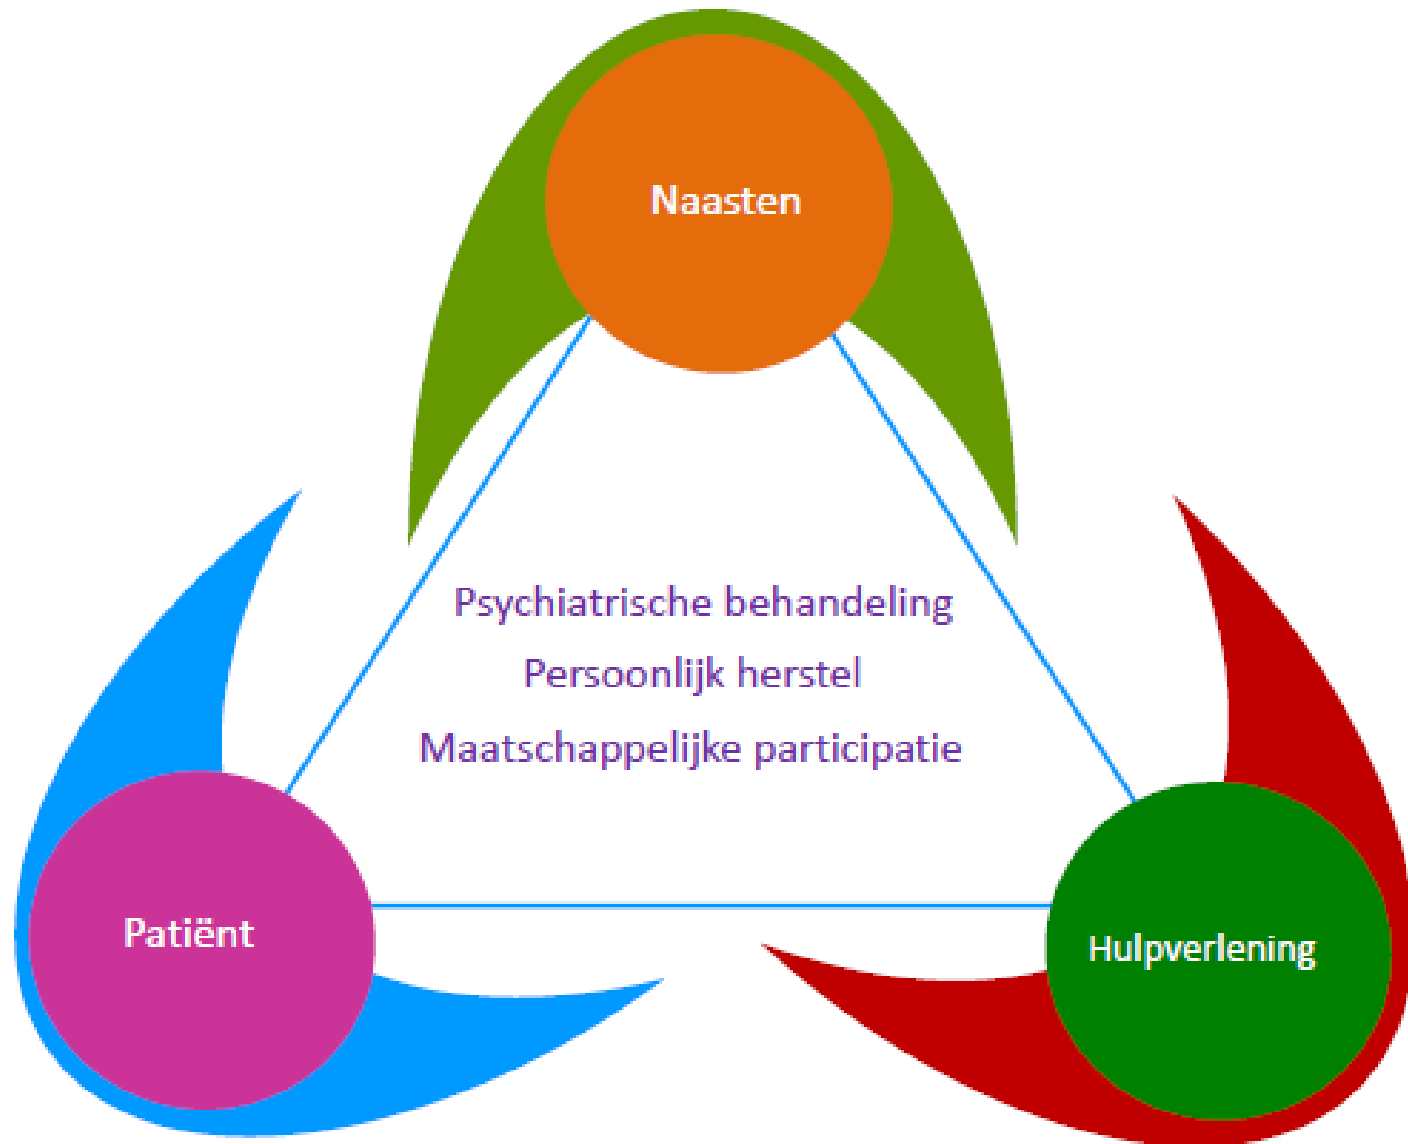 Naasten
Psychiatrische behandeling
Persoonlijk herstel
Maatschappelijke participatie
Patiënt
Hulpverlening